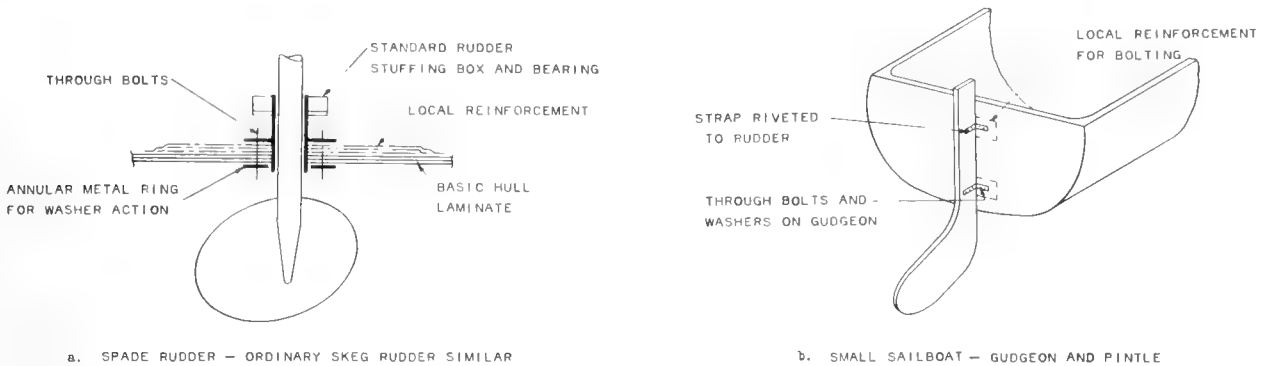 THROUGH BOLTS
STANDARD RUDDER
STUFFING BOX AND BEARING
LOCAL REINFORCEMENT
ANNULAR METAL RING
FOR WASHER ACTION
BASIC HULL
LAMINATE
a. SPADE RUDDER — ORDINARY SKEG RUDDER SIMILAR
LOCAL REINFORCEMENT
FOR BOLTING
STRAP RIVETED
TO RUDDER
THROUGH BOLTS AND -
WASHERS ON GUDGEON
b. SMALL SAILBOAT — GUDGEON AND PINTLE